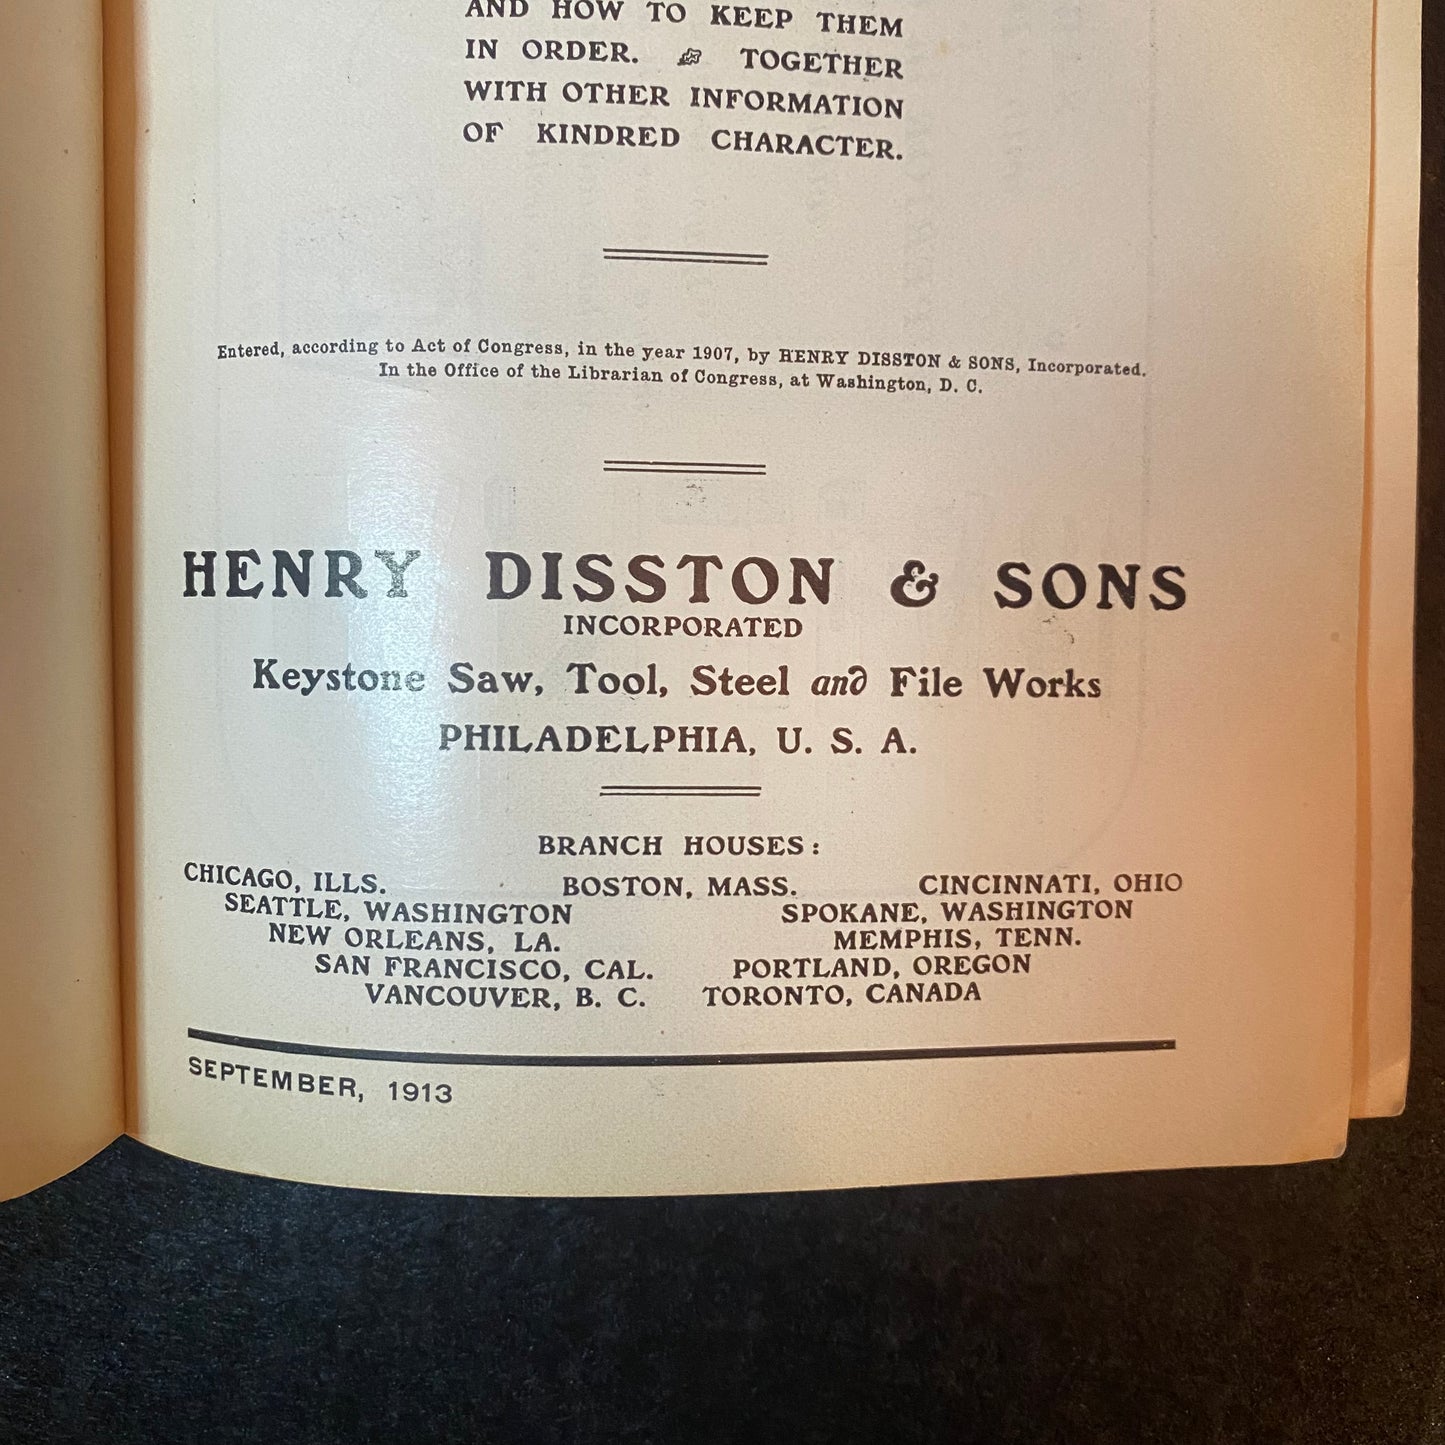 AND HOW TO KEEP THEM
IN ORDER. TOGETHER
WITH OTHER INFORMATION
OF KINDRED CHARACTER.
Entered, according to Act of Congress, in the year 1907, by HENRY DISSTON & SONS, Incorporated.
In the Office of the Librarian of Congress, at Washington, D. C.
HENRY DISSTON & SONS
INCORPORATED
Keystone Saw, Tool, Steel and File Works
PHILADELPHIA, U. S. A.
BRANCH HOUSES:
CHICAGO, ILLS. BOSTON, MASS. CINCINNATI, OHIO
SEATTLE, WASHINGTON SPOKANE, WASHINGTON
NEW ORLEANS, LA. MEMPHIS, TENN.
SAN FRANCISCO, CAL. PORTLAND, OREGON
VANCOUVER, B. C. TORONTO, CANADA
SEPTEMBER, 1913